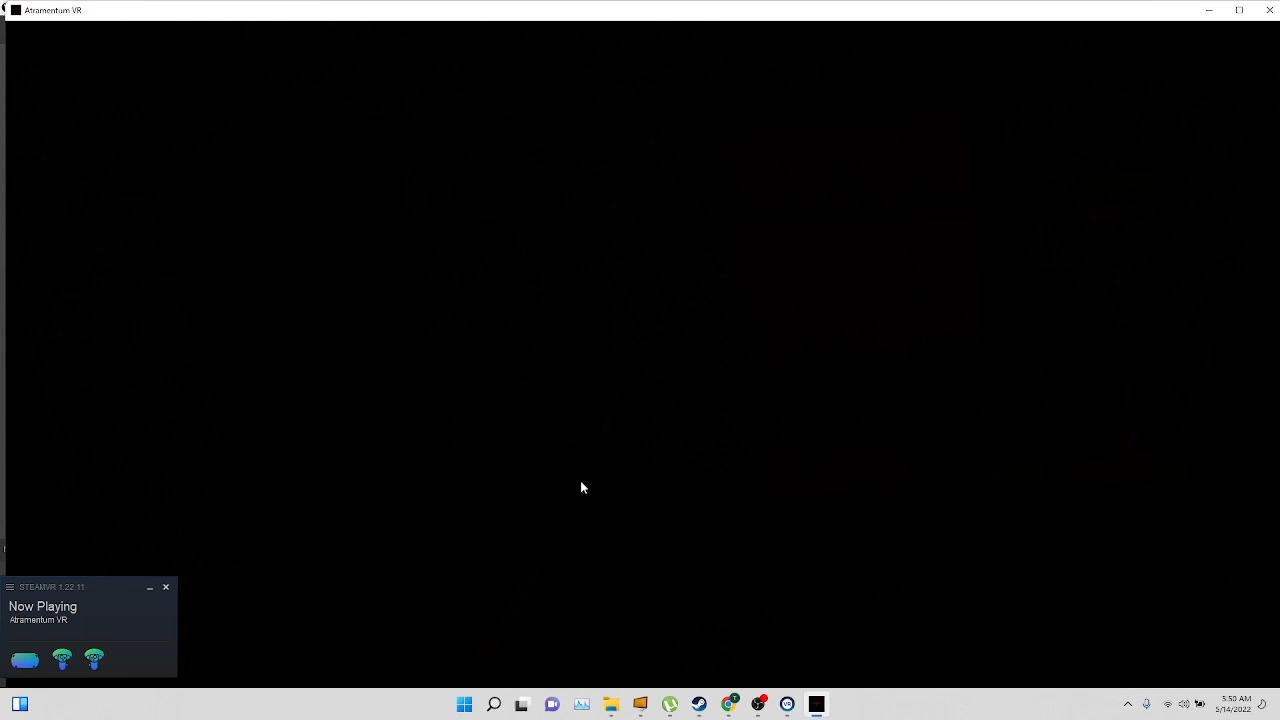 Atramentum VR
STEAMVR 1.22.11
Now Playing
Atramentum VR
5:50 AM
5/14/2022